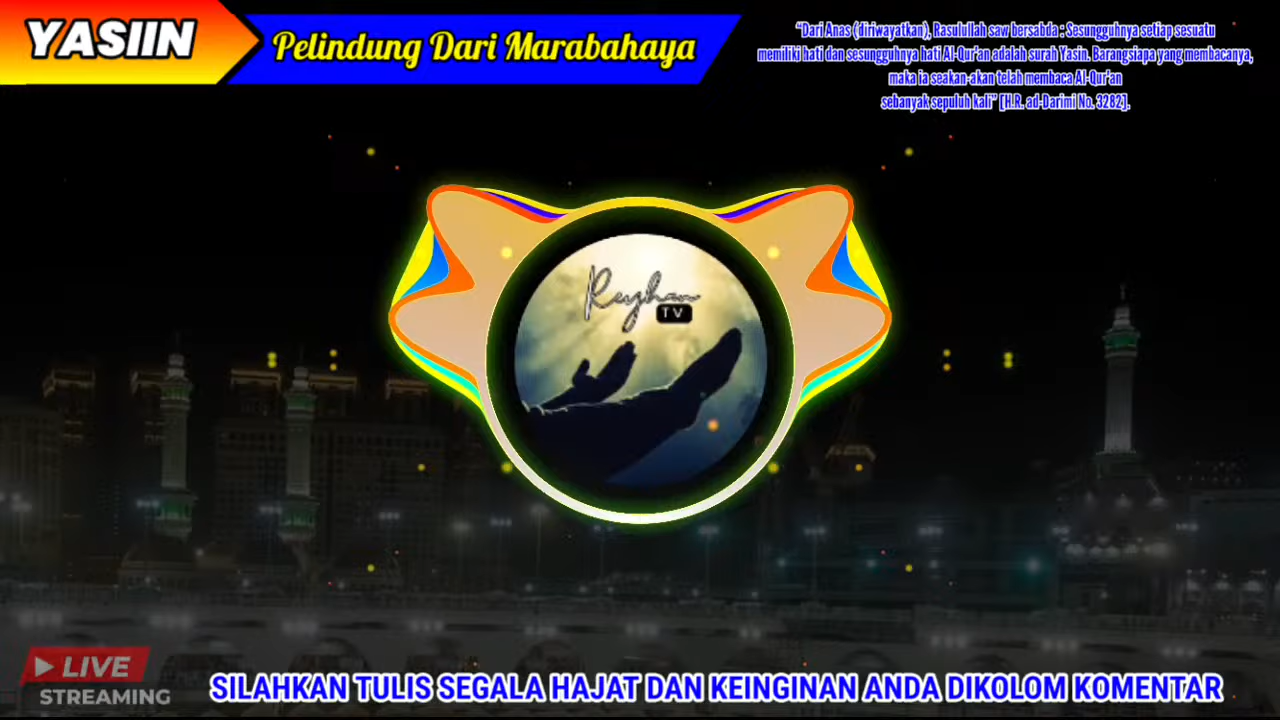 YASIIN
Pelindung Dari Marabahaya
"Dari Anas (diriwayatkan), Rasulullah saw bersabda : Sesungguhnya setiap sesuatu
memiliki hati dan sesungguhnya hati Al-Qur'an adalah surah Yasin. Barangsiapa yang membacanya,
maka ia seakan-akan telah membaca Al-Qur'an
sebanyak sepuluh kali" [H.R. ad-Darimi No. 3282].
Reyhan
TV
LIVE
STREAMING
SILAHKAN TULIS SEGALA HAJAT DAN KEINGINAN ANDA DIKOLOM KOMENTAR